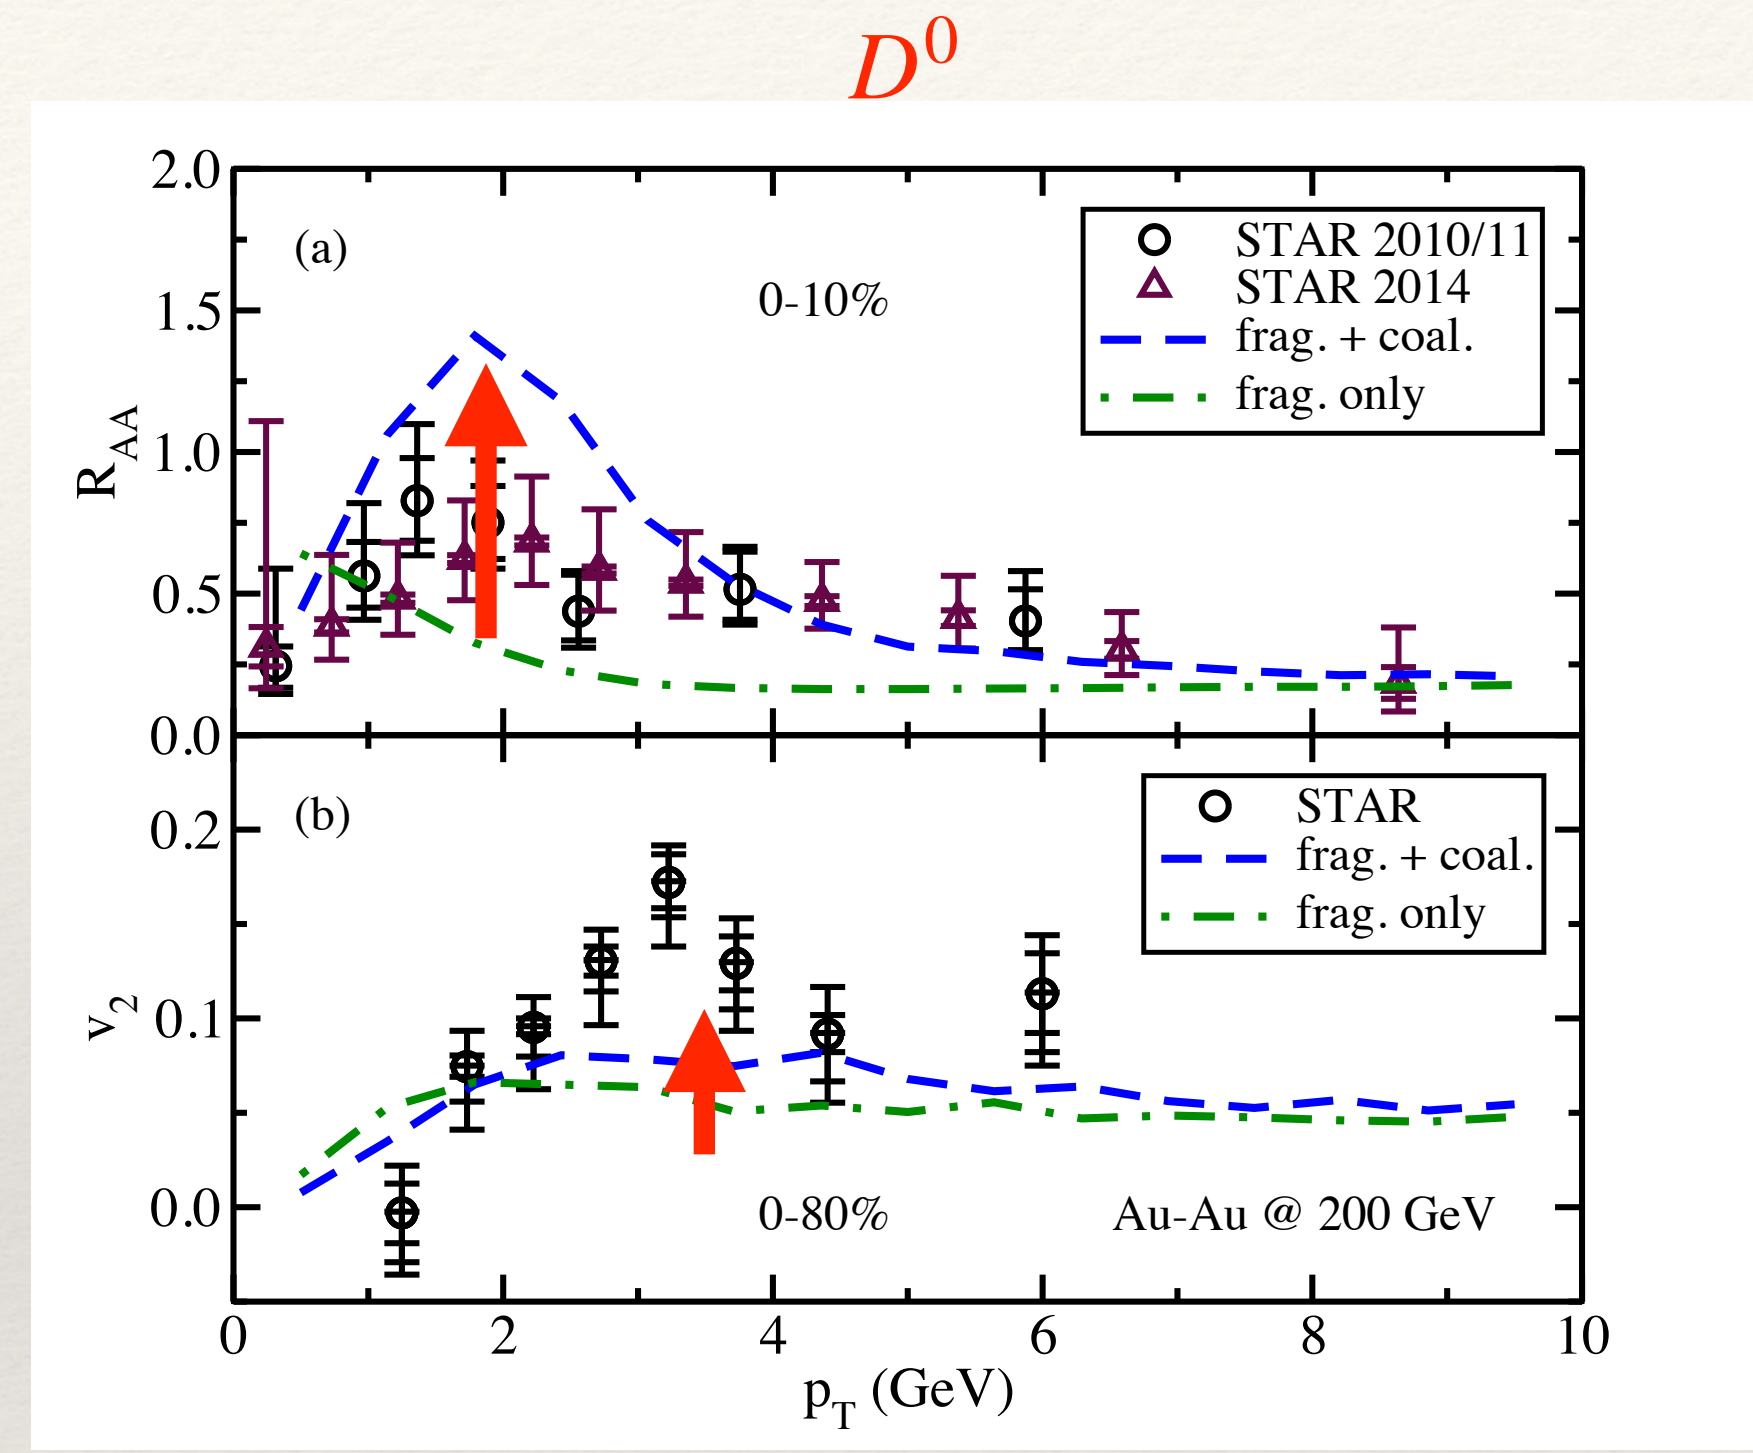 D⁰
2.0
(a)
STAR 2010/11
STAR 2014
0-10%
1.5
frag. + coal.
frag. only
1.0
R_AA
0.5
0.0
STAR
(b)
0.2
frag. + coal.
frag. only
v₂
0.1
0.0
0-80%
Au-Au @ 200 GeV
0 2 4 6 8 10
p_T (GeV)